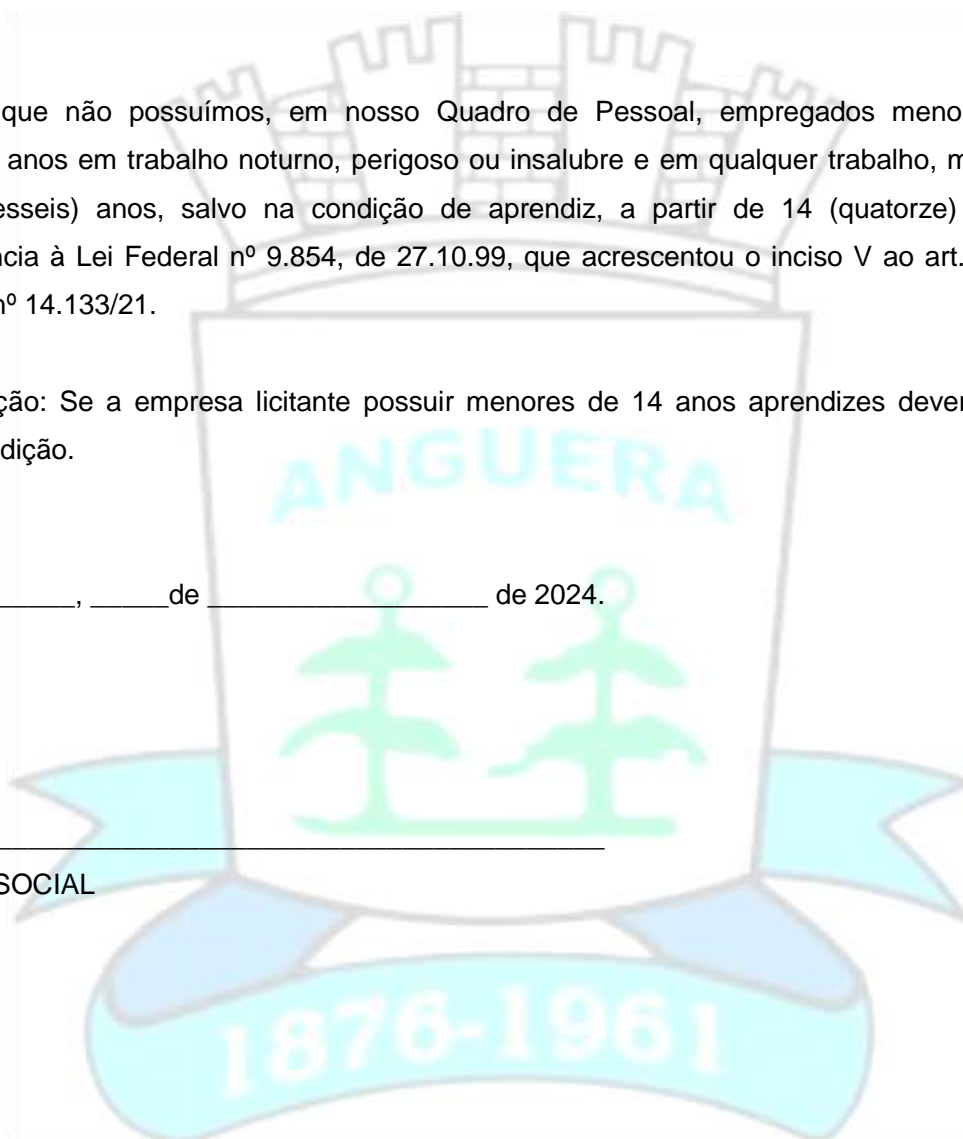 que não possuímos, em nosso Quadro de Pessoal, empregados meno
anos em trabalho noturno, perigoso ou insalubre e em qualquer trabalho, m
esseis) anos, salvo na condição de aprendiz, a partir de 14 (quatorze)
ncia à Lei Federal nº 9.854, de 27.10.99, que acrescentou o inciso V ao art.
nº 14.133/21.
ção: Se a empresa licitante possuir menores de 14 anos aprendizes dever
dição.
ANGUERA
_____, _____de __________________ de 2024.
_______________________________________
SOCIAL
1876-1961